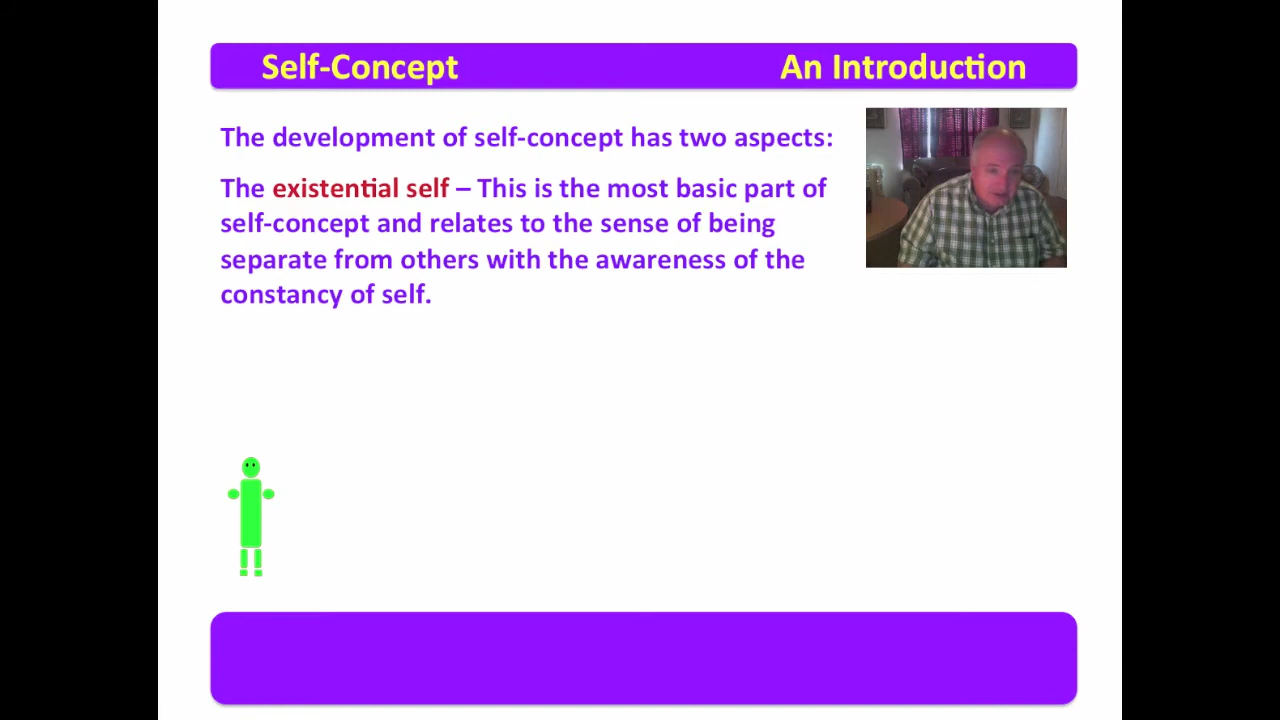 Self-Concept An Introduction
The development of self-concept has two aspects:
The existential self – This is the most basic part of
self-concept and relates to the sense of being
separate from others with the awareness of the
constancy of self.